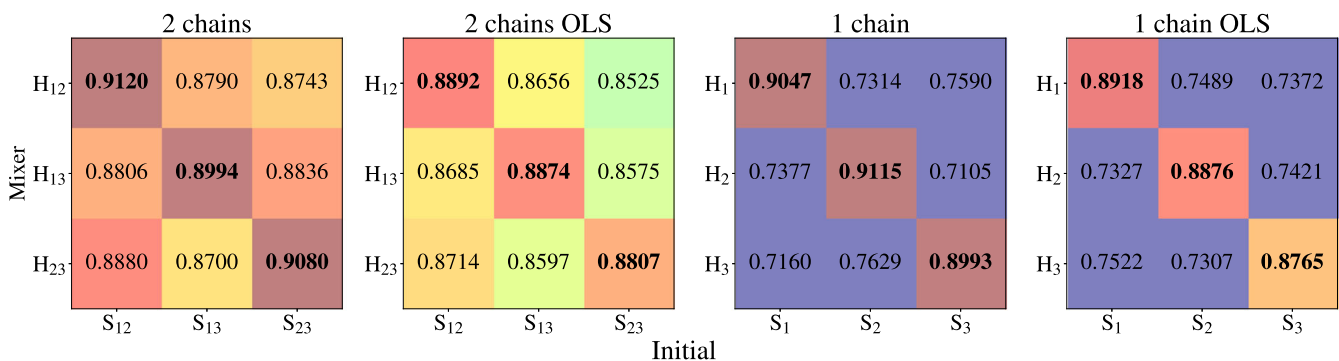 2 chains
2 chains OLS
1 chain
1 chain OLS
Mixer
H₁₂ 0.9120 0.8790 0.8743
H₁₃ 0.8806 0.8994 0.8836
H₂₃ 0.8880 0.8700 0.9080
S₁₂ S₁₃ S₂₃
H₁₂ 0.8892 0.8656 0.8525
H₁₃ 0.8685 0.8874 0.8575
H₂₃ 0.8714 0.8597 0.8807
S₁₂ S₁₃ S₂₃
H₁ 0.9047 0.7314 0.7590
H₂ 0.7377 0.9115 0.7105
H₃ 0.7160 0.7629 0.8993
S₁ S₂ S₃
H₁ 0.8918 0.7489 0.7372
H₂ 0.7327 0.8876 0.7421
H₃ 0.7522 0.7307 0.8765
S₁ S₂ S₃
Initial